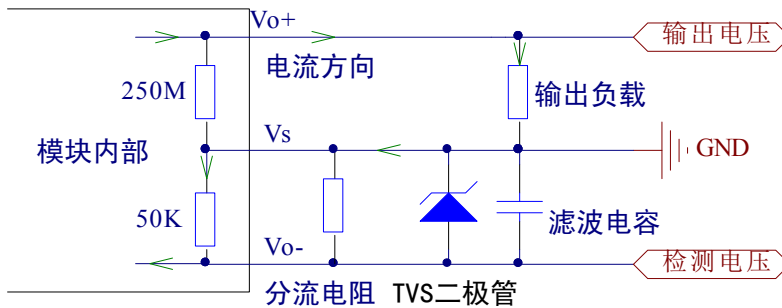 Vo+
输出电压
电流方向
250M
输出负载
模块内部
Vs
GND
50K
滤波电容
Vo-
检测电压
分流电阻 TVS二极管